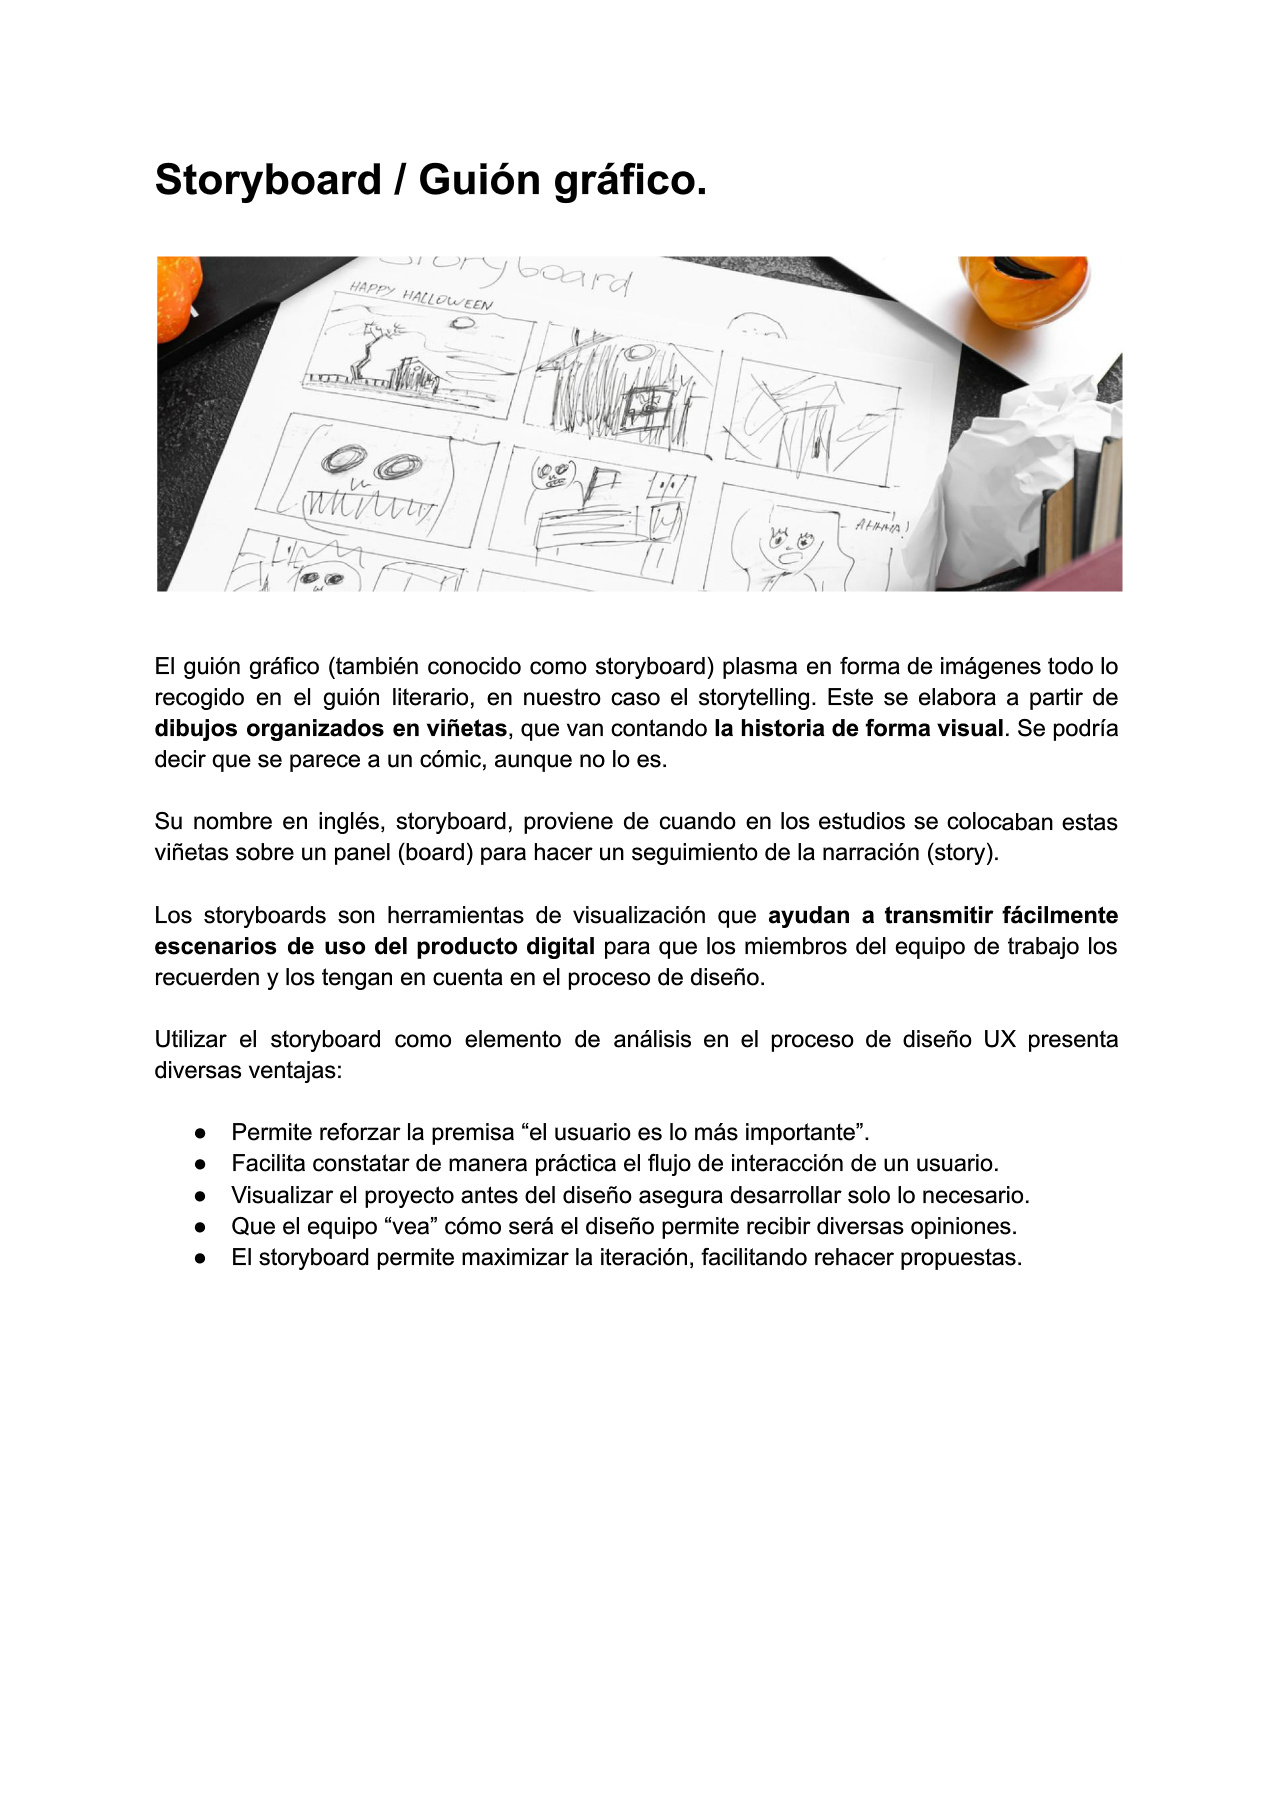 Storyboard / Guión gráfico.
Storyboard
HAPPY HALLOWEEN
AHHHA!
El guión gráfico (también conocido como storyboard) plasma en forma de imágenes todo lo
recogido en el guión literario, en nuestro caso el storytelling. Este se elabora a partir de
dibujos organizados en viñetas, que van contando la historia de forma visual. Se podría
decir que se parece a un cómic, aunque no lo es.
Su nombre en inglés, storyboard, proviene de cuando en los estudios se colocaban estas
viñetas sobre un panel (board) para hacer un seguimiento de la narración (story).
Los storyboards son herramientas de visualización que ayudan a transmitir fácilmente
escenarios de uso del producto digital para que los miembros del equipo de trabajo los
recuerden y los tengan en cuenta en el proceso de diseño.
Utilizar el storyboard como elemento de análisis en el proceso de diseño UX presenta
diversas ventajas:
● Permite reforzar la premisa “el usuario es lo más importante”.
● Facilita constatar de manera práctica el flujo de interacción de un usuario.
● Visualizar el proyecto antes del diseño asegura desarrollar solo lo necesario.
● Que el equipo “vea” cómo será el diseño permite recibir diversas opiniones.
● El storyboard permite maximizar la iteración, facilitando rehacer propuestas.